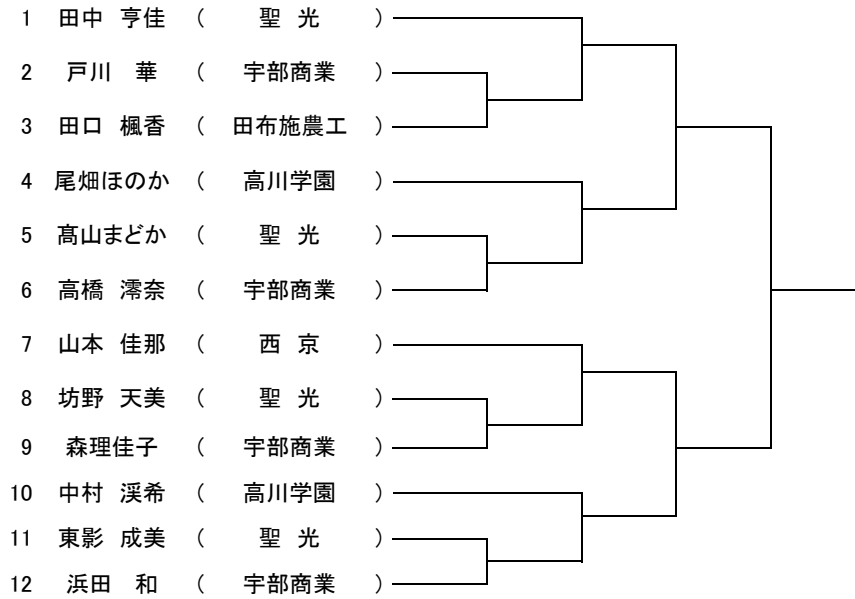 1 田中 亨佳 ( 聖 光 )
2 戸川 華 ( 宇部商業 )
3 田口 楓香 ( 田布施農工 )
4 尾畑ほのか ( 高川学園 )
5 髙山まどか ( 聖 光 )
6 高橋 澪奈 ( 宇部商業 )
7 山本 佳那 ( 西 京 )
8 坊野 天美 ( 聖 光 )
9 森理佳子 ( 宇部商業 )
10 中村 渓希 ( 高川学園 )
11 東影 成美 ( 聖 光 )
12 浜田 和 ( 宇部商業 )